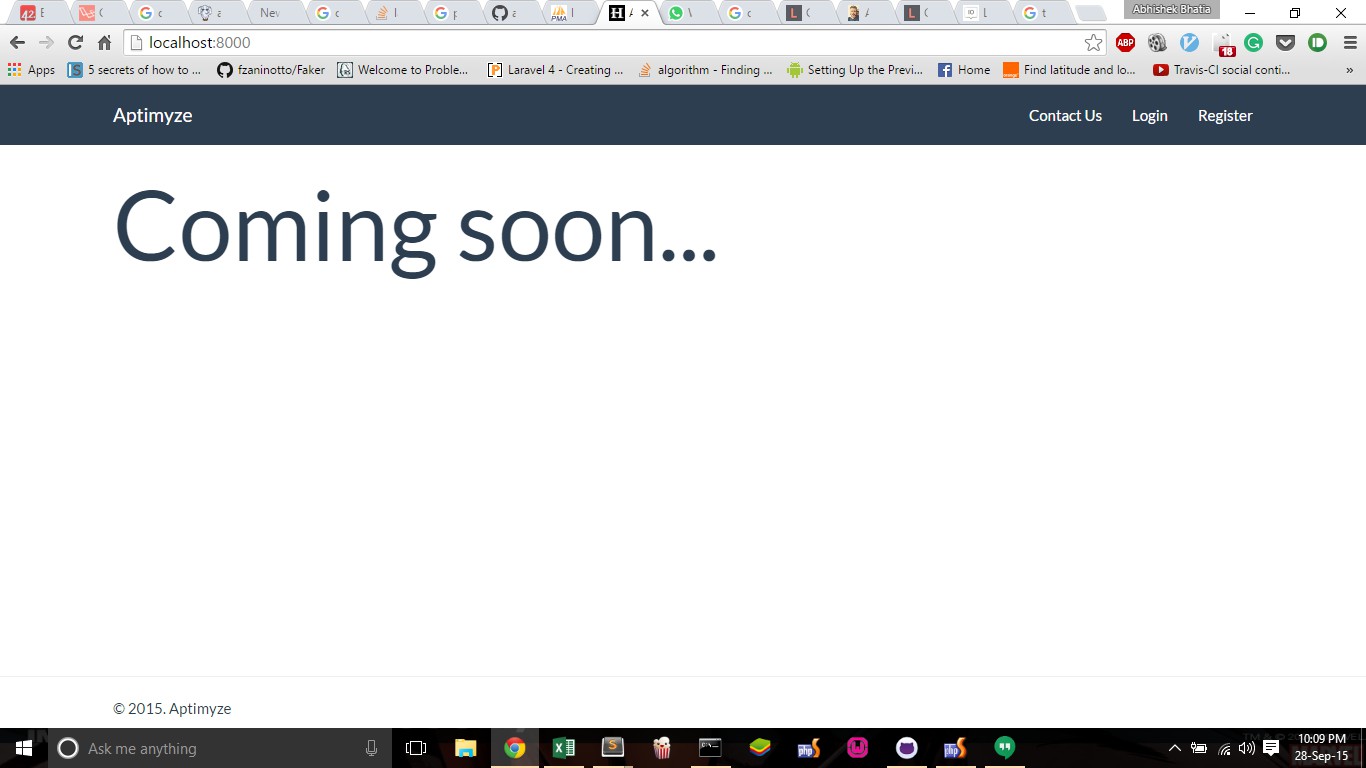 Abhishek Bhatia
localhost:8000
ABP
18
Apps
5 secrets of how to ...
fzaninotto/Faker
Welcome to Proble...
Laravel 4 - Creating ...
algorithm - Finding ...
Setting Up the Previ...
Home
Find latitude and lo...
Travis-CI social conti...
»
Aptimyze
Contact Us
Login
Register
Coming soon...
© 2015. Aptimyze
Ask me anything
10:09 PM
28-Sep-15